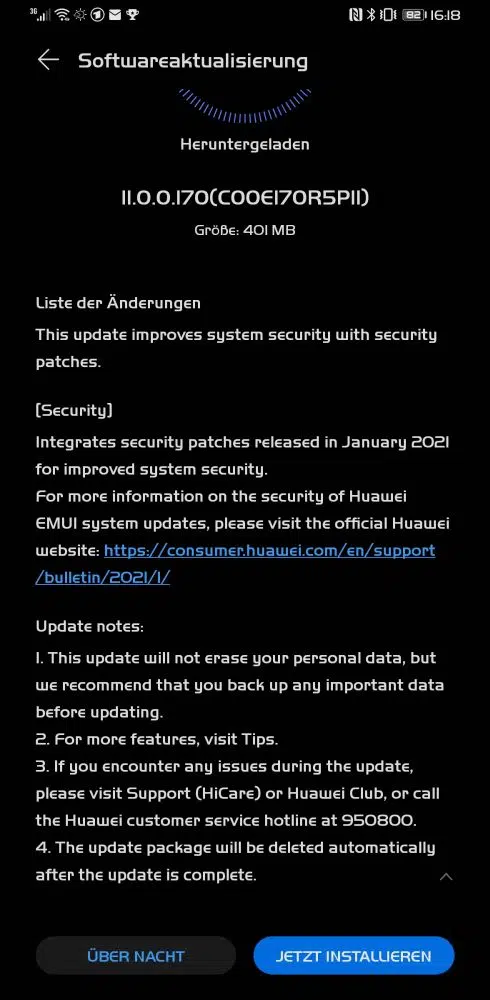 3G 82 16:18
Softwareaktualisierung
Heruntergeladen
11.0.0.170(C00E170R5P11)
Größe: 401 MB
Liste der Änderungen
This update improves system security with security
patches.
[Security]
Integrates security patches released in January 2021
for improved system security.
For more information on the security of Huawei
EMUI system updates, please visit the official Huawei
website: https://consumer.huawei.com/en/support
/bulletin/2021/1/
Update notes:
1. This update will not erase your personal data, but
we recommend that you back up any important data
before updating.
2. For more features, visit Tips.
3. If you encounter any issues during the update,
please visit Support (HiCare) or Huawei Club, or call
the Huawei customer service hotline at 950800.
4. The update package will be deleted automatically
after the update is complete.
ÜBER NACHT JETZT INSTALLIEREN